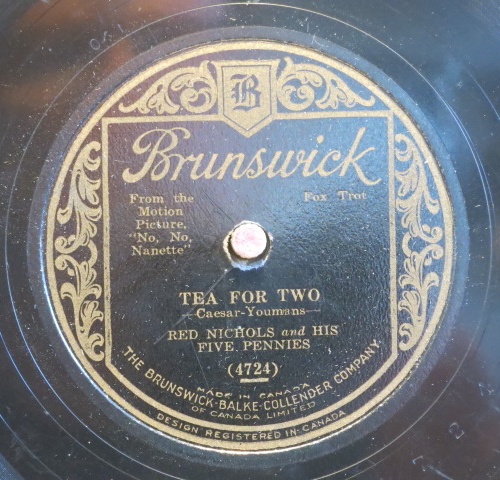 B
Brunswick
From the
Motion
Picture,
"No, No,
Nanette"
Fox Trot
TEA FOR TWO
—Caesar-Youmans—
RED NICHOLS and HIS
FIVE PENNIES
(4724)
MADE IN CANADA
THE BRUNSWICK-BALKE-COLLENDER COMPANY
OF CANADA LIMITED
DESIGN REGISTERED IN CANADA